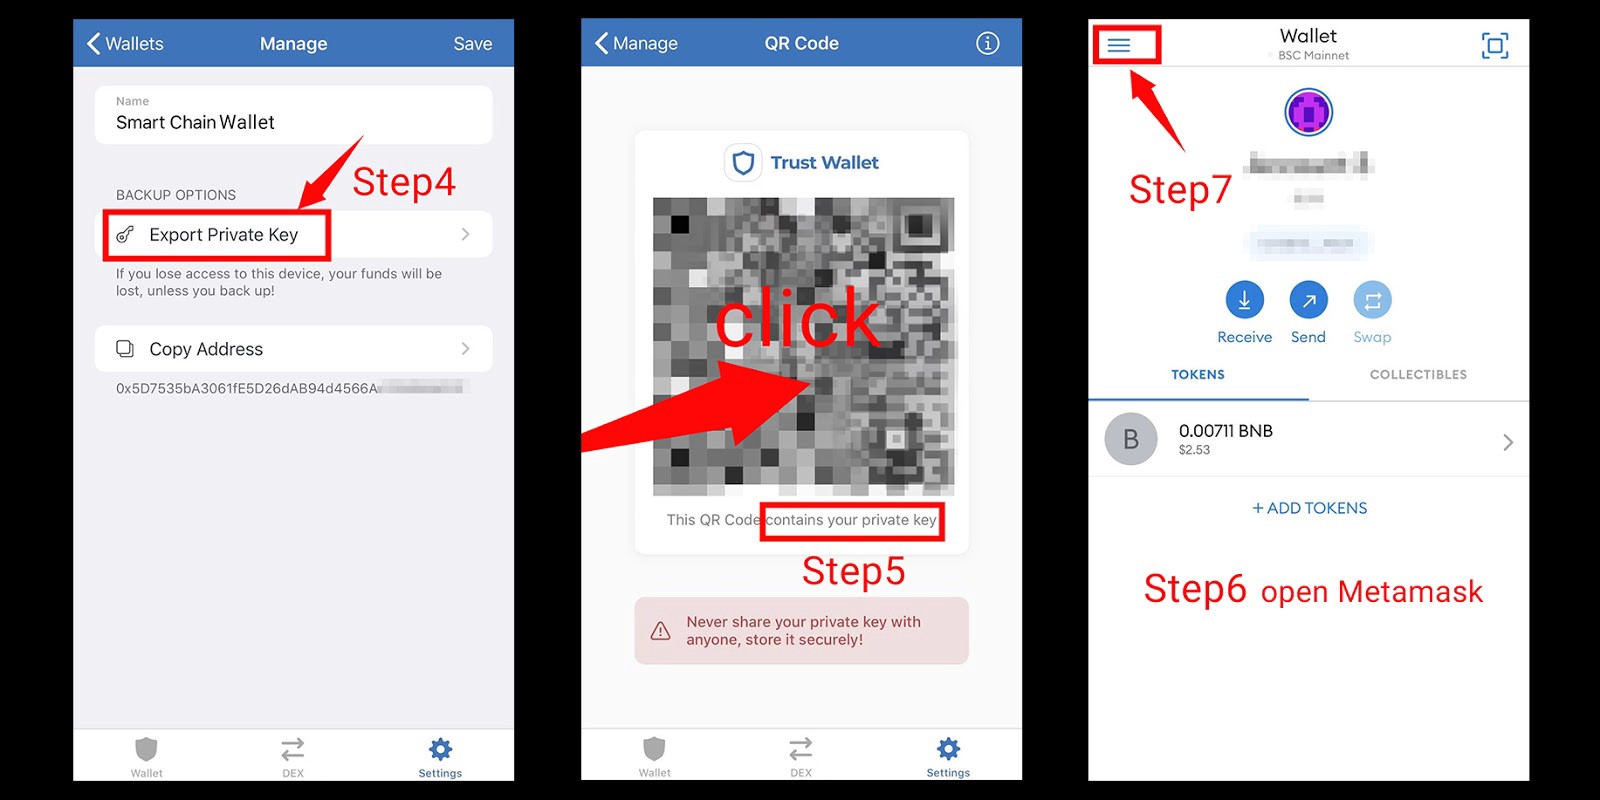 Wallets
Manage
Save
Name
Smart Chain Wallet
Step4
BACKUP OPTIONS
Export Private Key
If you lose access to this device, your funds will be
lost, unless you back up!
Copy Address
0x5D7535bA3061fE5D26dAB94d4566A
Wallet
DEX
Settings
Manage
QR Code
Trust Wallet
click
This QR Code contains your private key
Step5
Never share your private key with
anyone, store it securely!
Wallet
DEX
Settings
Wallet
BSC Mainnet
Step7
Receive
Send
Swap
TOKENS
COLLECTIBLES
B
0.00711 BNB
$2.53
+ ADD TOKENS
Step6 open Metamask